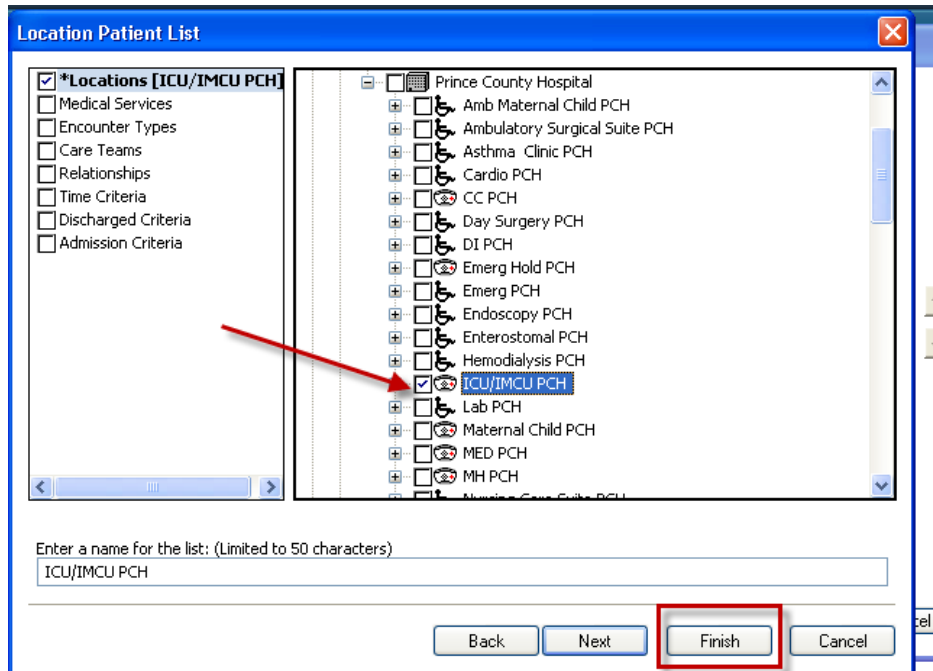 Location Patient List
*Locations [ICU/IMCU PCH]
Medical Services
Encounter Types
Care Teams
Relationships
Time Criteria
Discharged Criteria
Admission Criteria
Prince County Hospital
Amb Maternal Child PCH
Ambulatory Surgical Suite PCH
Asthma Clinic PCH
Cardio PCH
CC PCH
Day Surgery PCH
DI PCH
Emerg Hold PCH
Emerg PCH
Endoscopy PCH
Enterostomal PCH
Hemodialysis PCH
ICU/IMCU PCH
Lab PCH
Maternal Child PCH
MED PCH
MH PCH
Nursing Care Suite PCH
Enter a name for the list: (Limited to 50 characters)
ICU/IMCU PCH
Back Next Finish Cancel